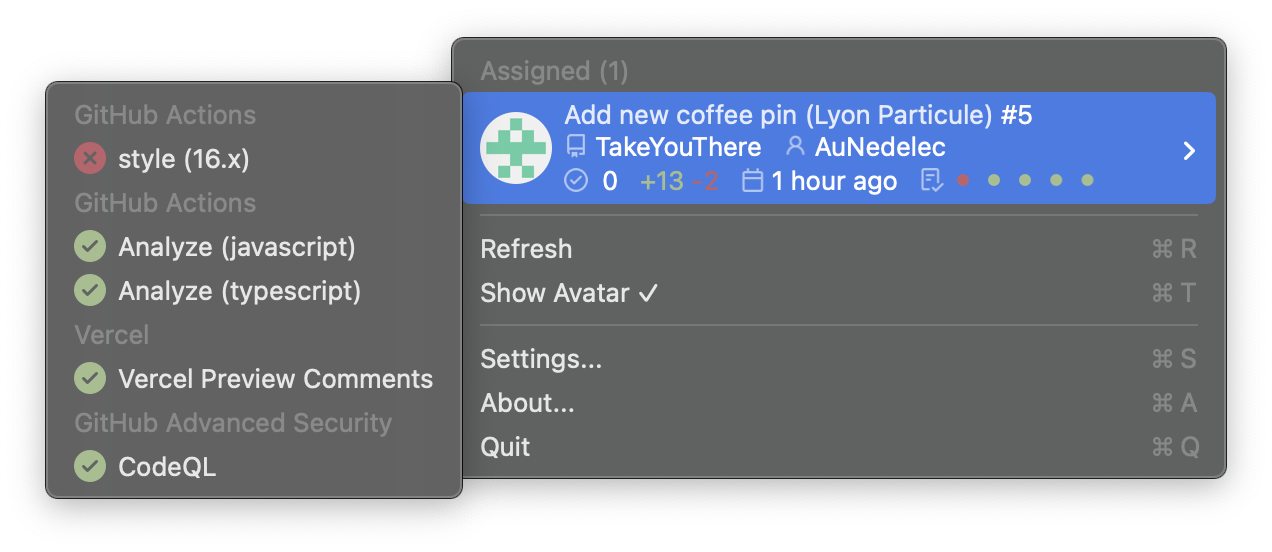 Assigned (1)
Add new coffee pin (Lyon Particule) #5
TakeYouThere AuNedelec
0 +13 -2 1 hour ago
Refresh ⌘ R
Show Avatar ✓ ⌘ T
Settings... ⌘ S
About... ⌘ A
Quit ⌘ Q
GitHub Actions
style (16.x)
GitHub Actions
Analyze (javascript)
Analyze (typescript)
Vercel
Vercel Preview Comments
GitHub Advanced Security
CodeQL